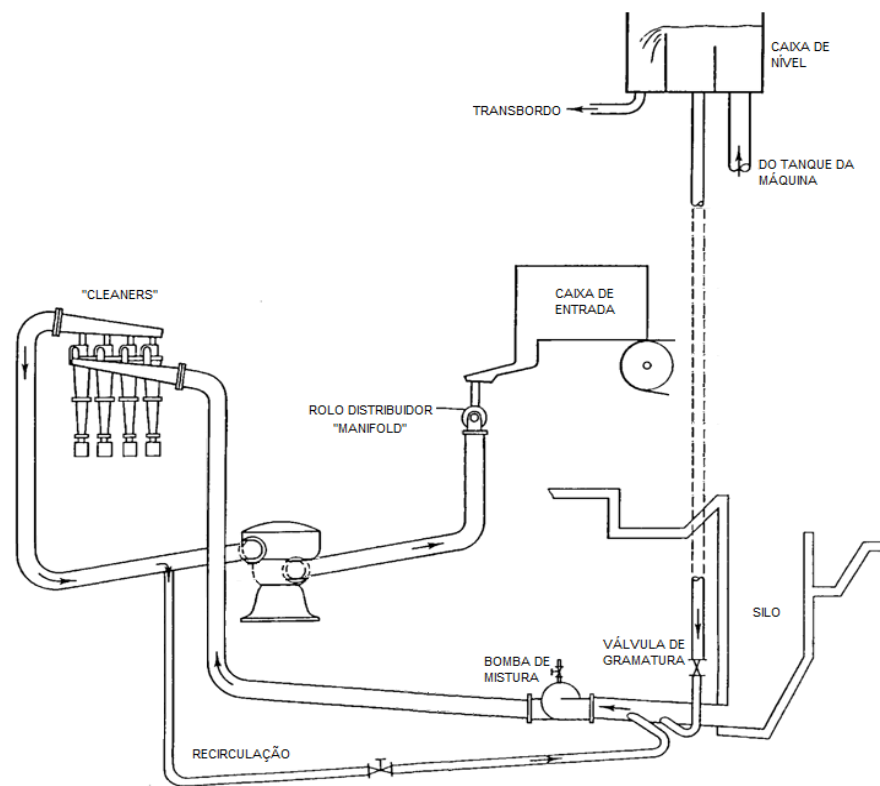 CAIXA DE
NÍVEL
TRANSBORDO
DO TANQUE DA
MÁQUINA
"CLEANERS"
CAIXA DE
ENTRADA
ROLO DISTRIBUIDOR
"MANIFOLD"
SILO
VÁLVULA DE
GRAMATURA
BOMBA DE
MISTURA
RECIRCULAÇÃO